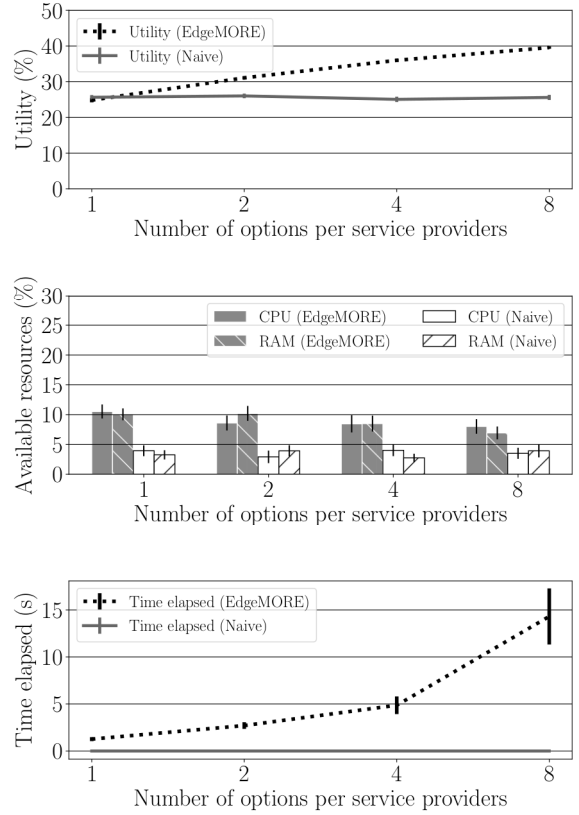 50
40
30
20
10
0
Utility (%)
Utility (EdgeMORE)
Utility (Naive)
1 2 4 8
Number of options per service providers
30
25
20
15
10
5
0
Available resources (%)
CPU (EdgeMORE) CPU (Naive)
RAM (EdgeMORE) RAM (Naive)
1 2 4 8
Number of options per service providers
15
10
5
0
Time elapsed (s)
Time elapsed (EdgeMORE)
Time elapsed (Naive)
1 2 4 8
Number of options per service providers